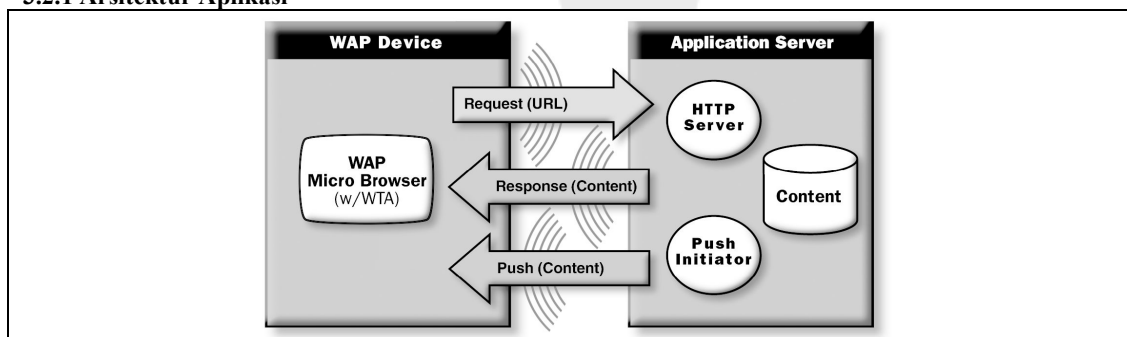 3.2.1 Arsitektur Aplikasi
WAP Device
Application Server
Request (URL)
HTTP
Server
WAP
Micro Browser
(w/WTA)
Response (Content)
Content
Push
Initiator
Push (Content)